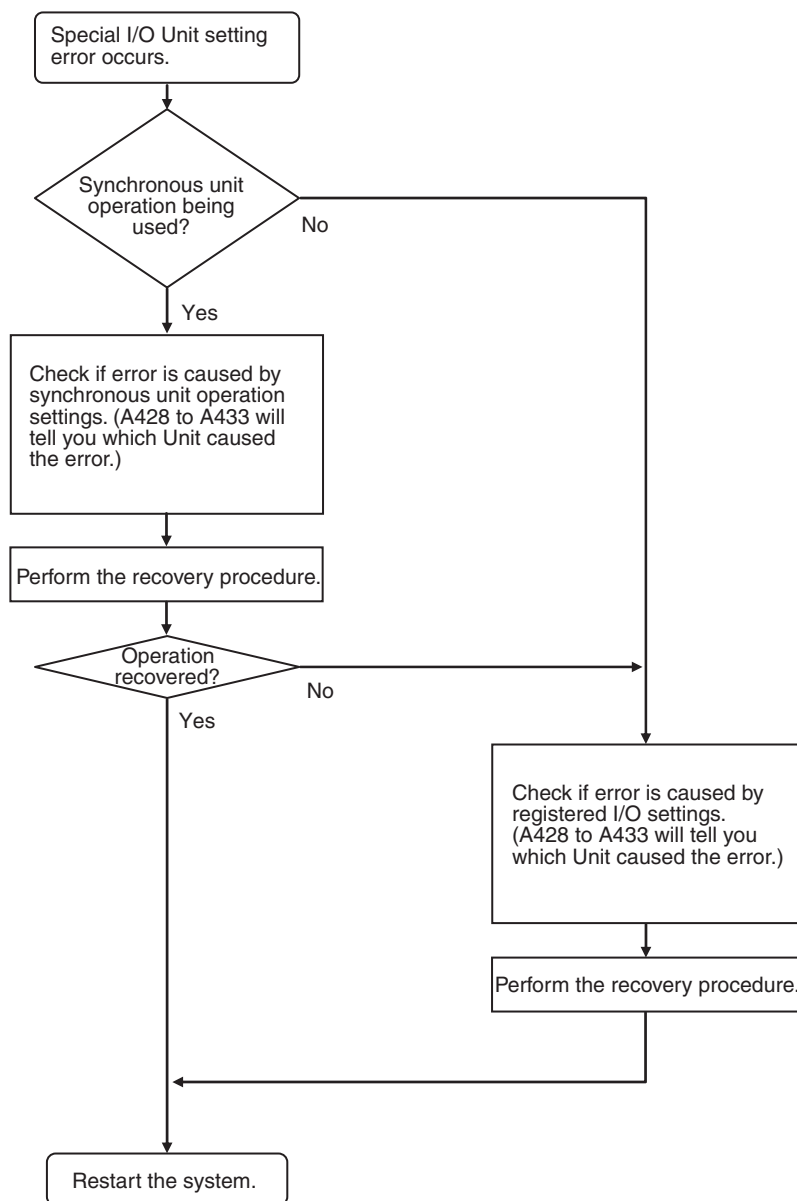 Special I/O Unit setting
error occurs.
Synchronous unit
operation being
used?
No
Yes
Check if error is caused by
synchronous unit operation
settings. (A428 to A433 will
tell you which Unit caused
the error.)
Perform the recovery procedure.
Operation
recovered?
No
Yes
Check if error is caused by
registered I/O settings.
(A428 to A433 will tell you
which Unit caused the error.)
Perform the recovery procedure.
Restart the system.